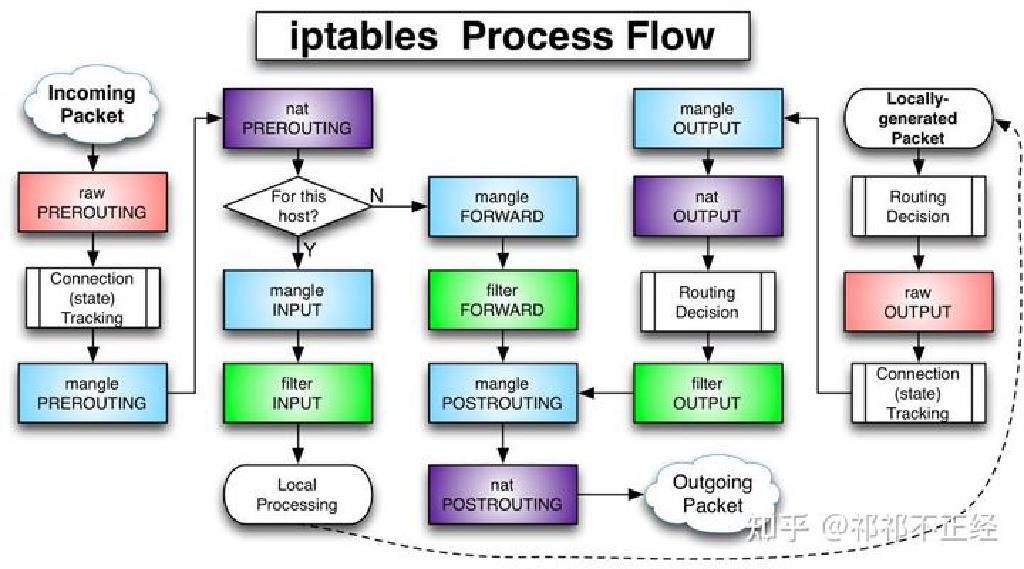 iptables Process Flow
Incoming
Packet
raw
PREROUTING
Connection
(state)
Tracking
mangle
PREROUTING
nat
PREROUTING
For this
host?
N
Y
mangle
INPUT
filter
INPUT
Local
Processing
mangle
FORWARD
filter
FORWARD
mangle
POSTROUTING
nat
POSTROUTING
mangle
OUTPUT
nat
OUTPUT
Routing
Decision
filter
OUTPUT
Outgoing
Packet
Locally-
generated
Packet
Routing
Decision
raw
OUTPUT
Connection
(state)
Tracking
知乎 @祁祁不正经